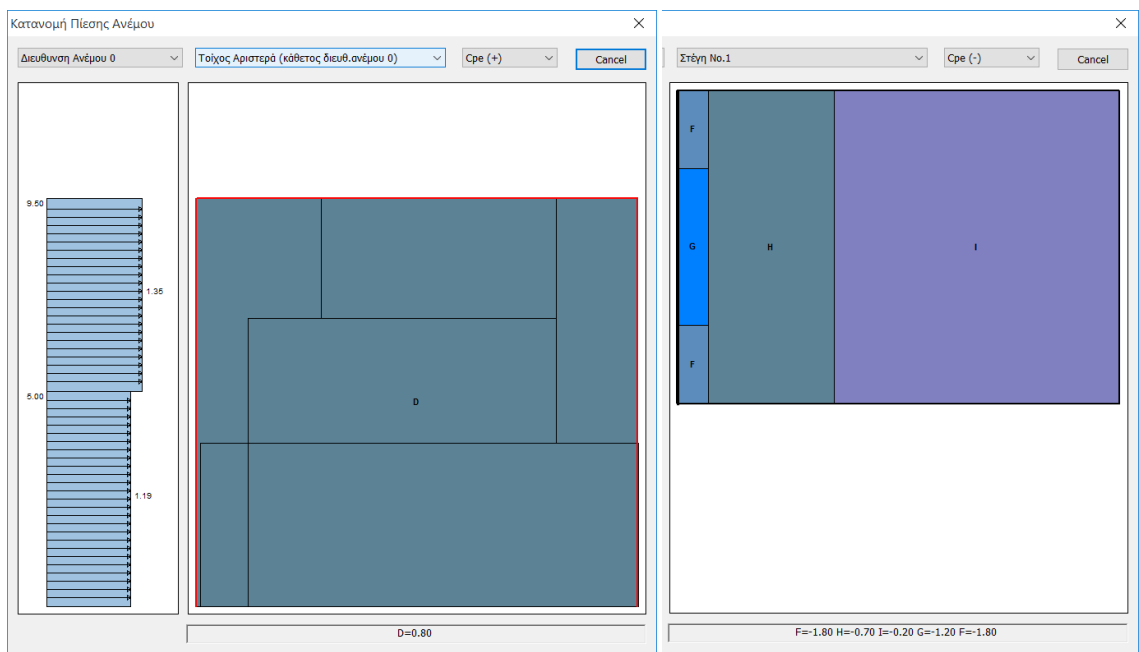 Κατανομή Πίεσης Ανέμου
Διευθυνση Ανέμου 0
Τοίχος Αριστερά (κάθετος διευθ.ανέμου 0)
Cpe (+)
Cancel
9.50
1.35
5.00
1.19
D
D=0.80
Στέγη No.1
Cpe (-)
Cancel
F
G
H
I
F
F=-1.80 H=-0.70 I=-0.20 G=-1.20 F=-1.80